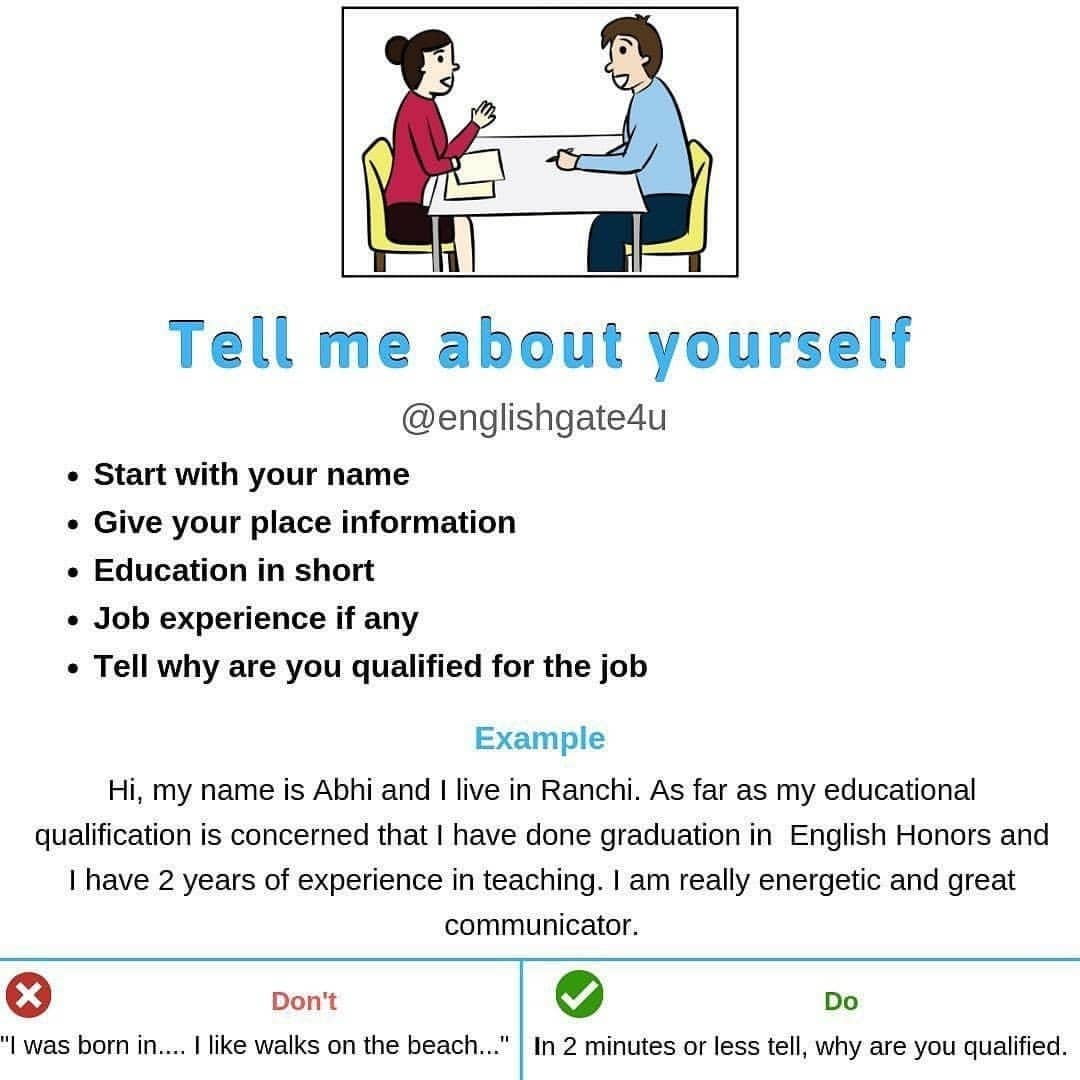 Tell me about yourself
@englishgate4u
• Start with your name
• Give your place information
• Education in short
• Job experience if any
• Tell why are you qualified for the job
Example
Hi, my name is Abhi and I live in Ranchi. As far as my educational
qualification is concerned that I have done graduation in  English Honors and
I have 2 years of experience in teaching. I am really energetic and great
communicator.
Don't
"I was born in.... I like walks on the beach..."
Do
In 2 minutes or less tell, why are you qualified.